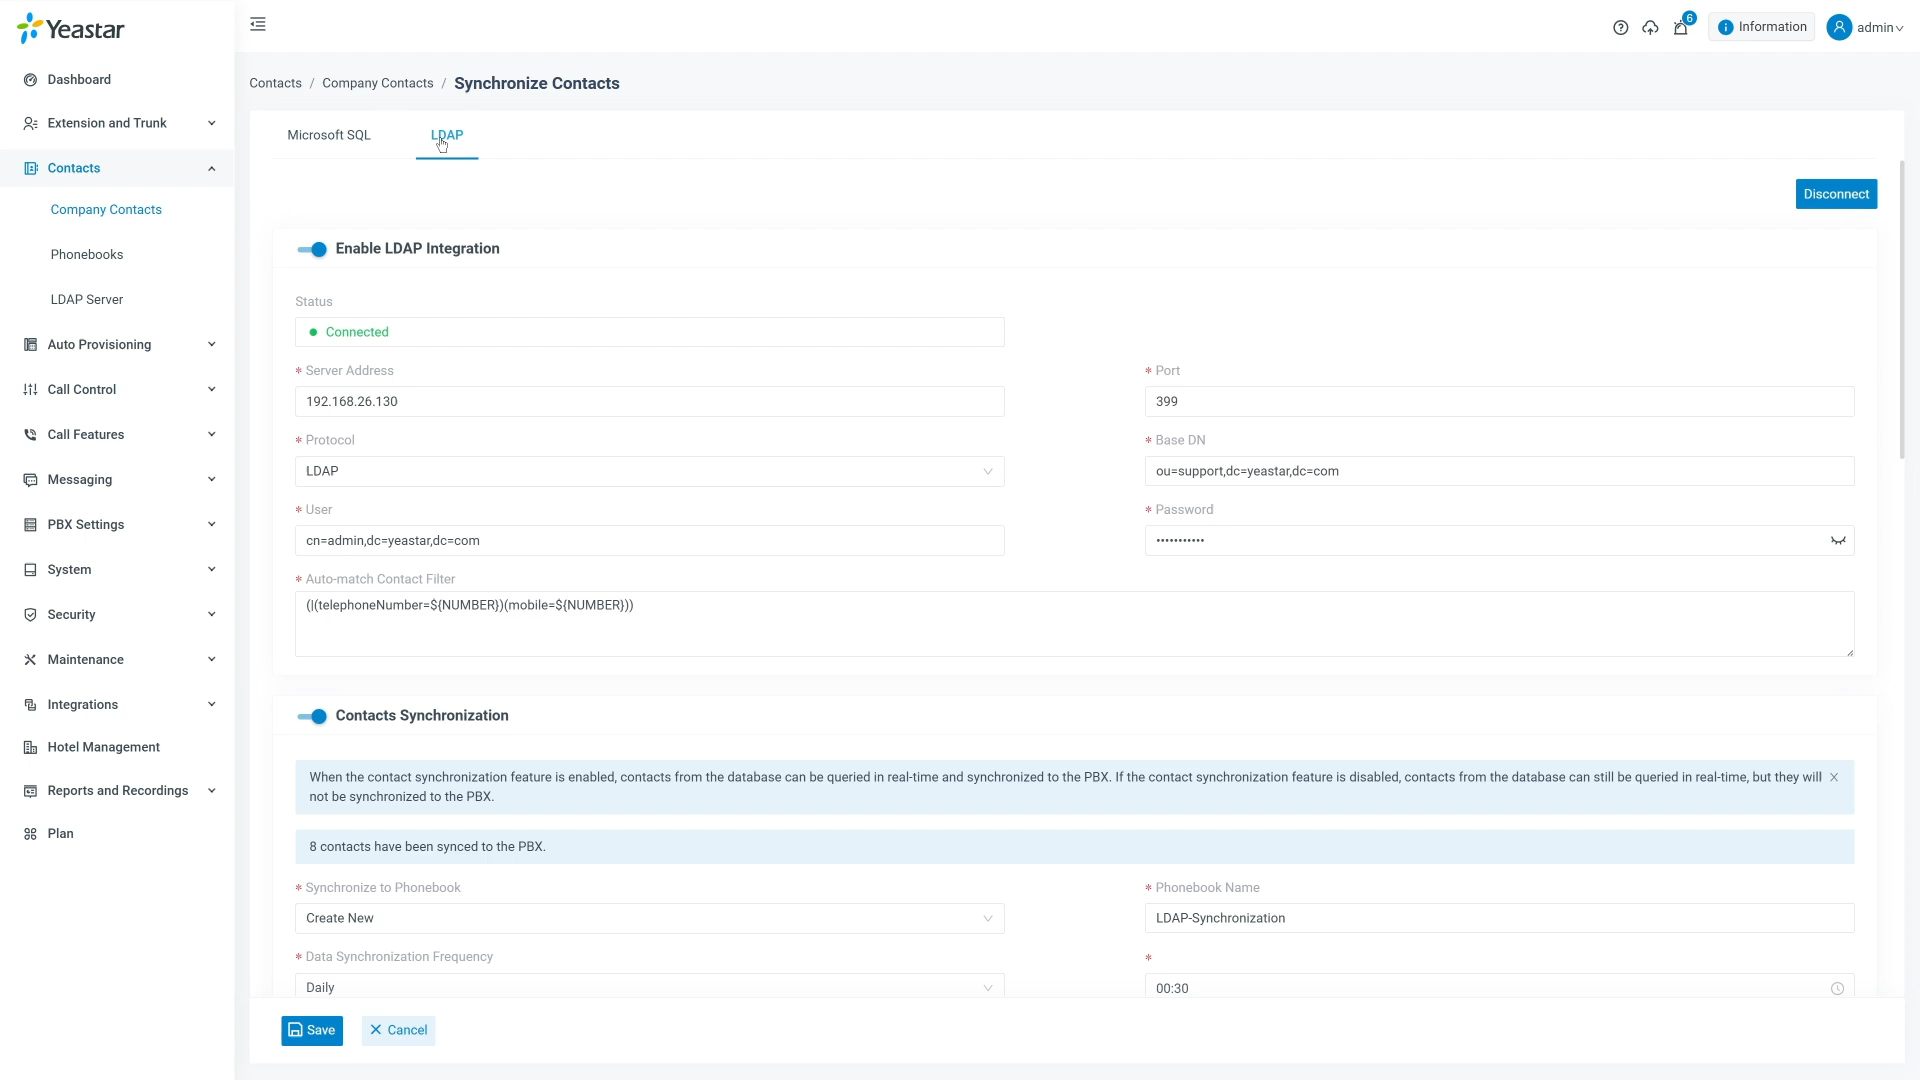 Yeastar
6
Information
admin
Dashboard
Extension and Trunk
Contacts
Company Contacts
Phonebooks
LDAP Server
Auto Provisioning
Call Control
Call Features
Messaging
PBX Settings
System
Security
Maintenance
Integrations
Hotel Management
Reports and Recordings
Plan
Contacts / Company Contacts / Synchronize Contacts
Microsoft SQL
LDAP
Disconnect
Enable LDAP Integration
Status
Connected
* Server Address
192.168.26.130
* Port
399
* Protocol
LDAP
* Base DN
ou=support,dc=yeastar,dc=com
* User
cn=admin,dc=yeastar,dc=com
* Password
•••••••••••
* Auto-match Contact Filter
(|(telephoneNumber=${NUMBER})(mobile=${NUMBER}))
Contacts Synchronization
When the contact synchronization feature is enabled, contacts from the database can be queried in real-time and synchronized to the PBX. If the contact synchronization feature is disabled, contacts from the database can still be queried in real-time, but they will
not be synchronized to the PBX.
8 contacts have been synced to the PBX.
* Synchronize to Phonebook
Create New
* Phonebook Name
LDAP-Synchronization
* Data Synchronization Frequency
Daily
*
00:30
Save
Cancel